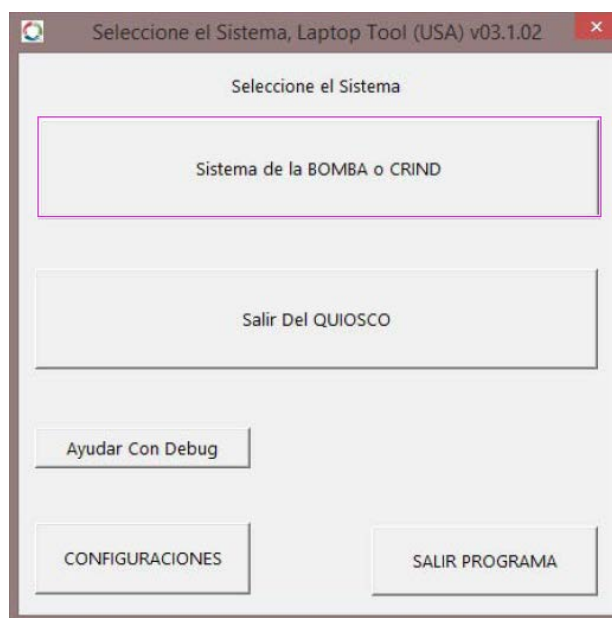 Seleccione el Sistema, Laptop Tool (USA) v03.1.02
Seleccione el Sistema
Sistema de la BOMBA o CRIND
Salir Del QUIOSCO
Ayudar Con Debug
CONFIGURACIONES
SALIR PROGRAMA